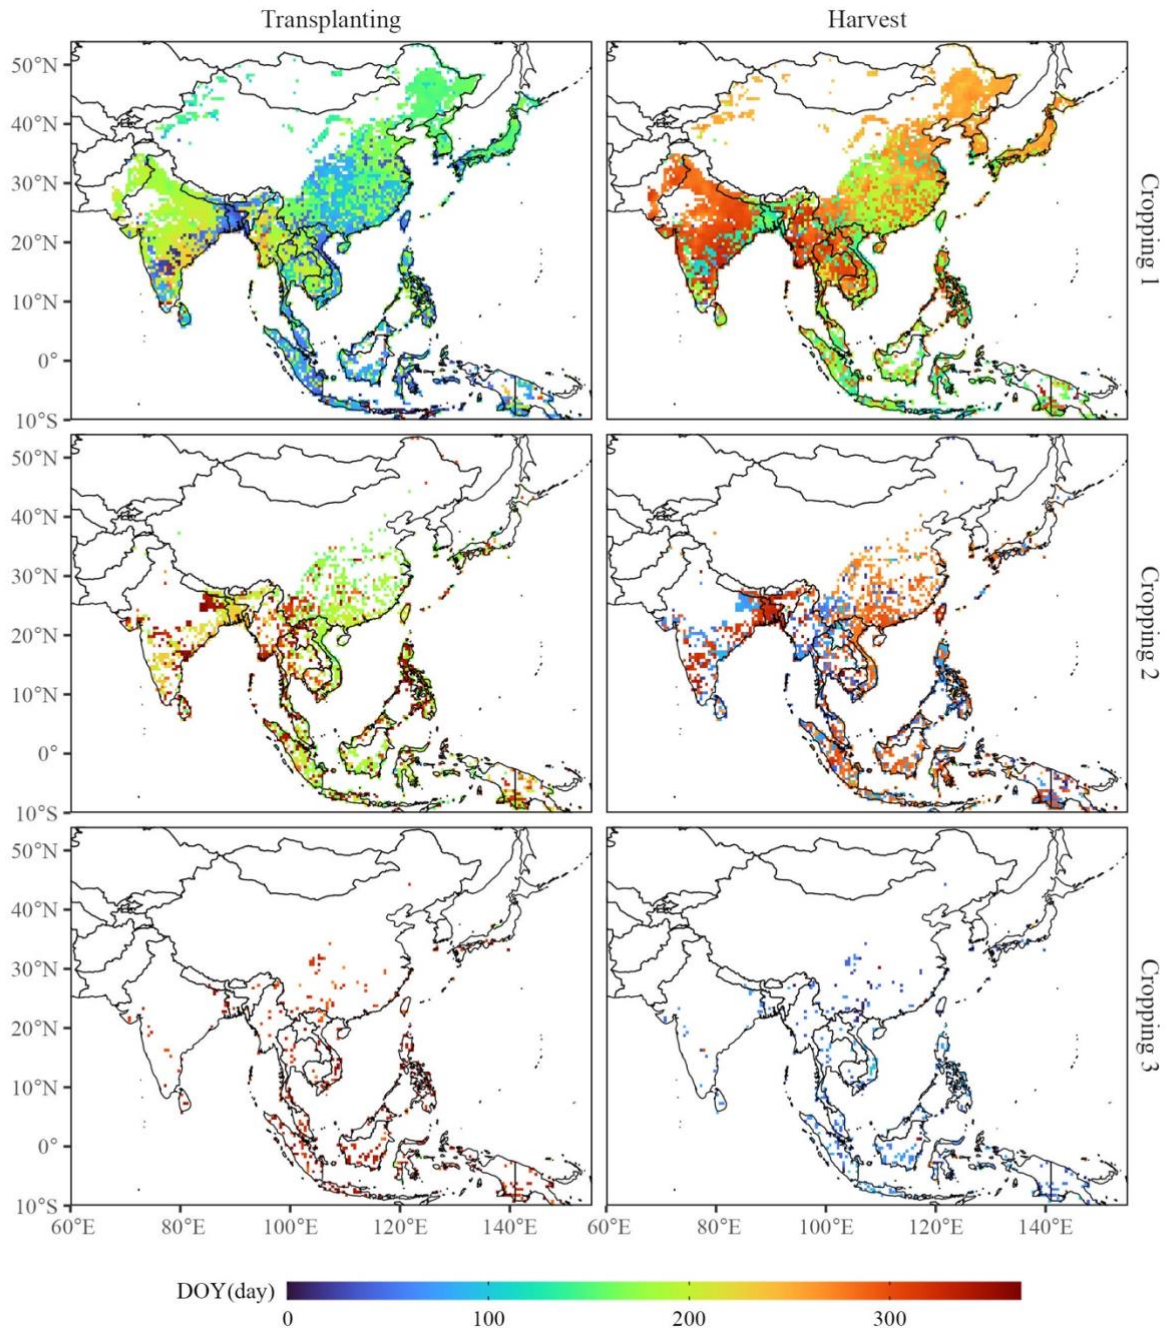 Transplanting Harvest
50°N
40°N
30°N
20°N
10°N
0°
10°S
Cropping 1
50°N
40°N
30°N
20°N
10°N
0°
10°S
Cropping 2
50°N
40°N
30°N
20°N
10°N
0°
10°S
Cropping 3
60°E 80°E 100°E 120°E 140°E 60°E 80°E 100°E 120°E 140°E
DOY(day)
0 100 200 300